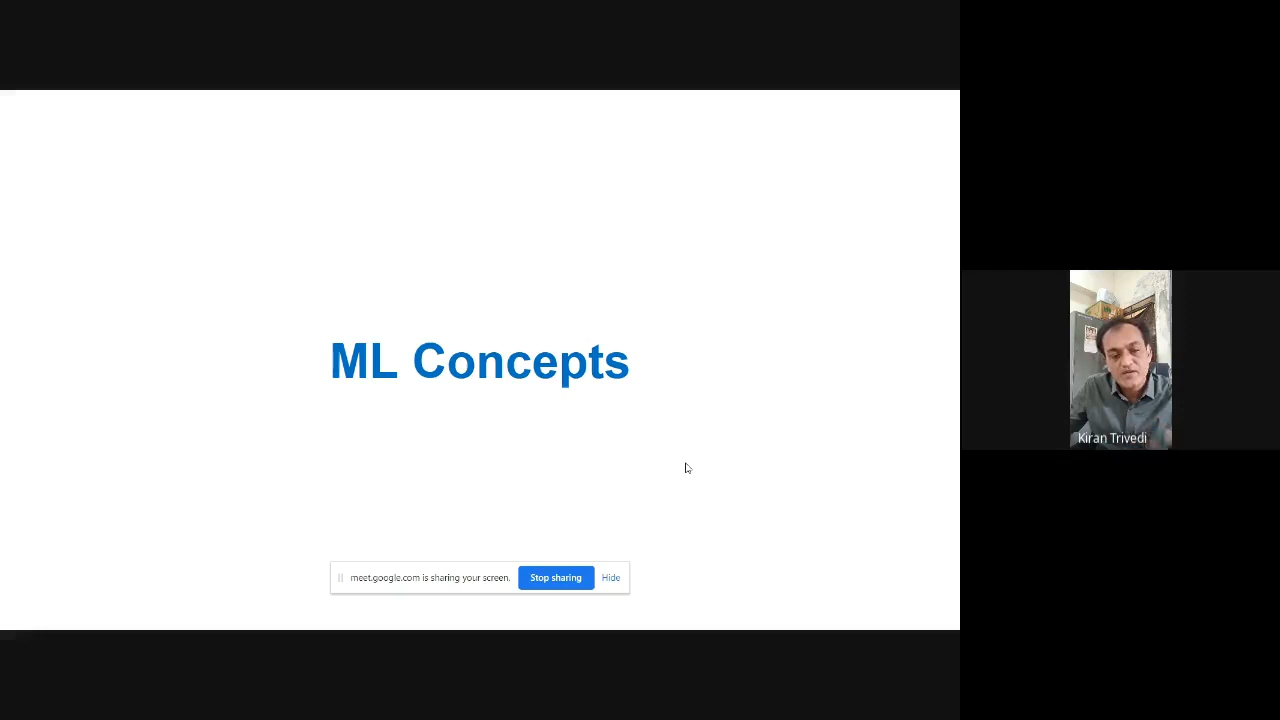 ML Concepts
meet.google.com is sharing your screen.
Stop sharing
Hide
Kiran Trivedi